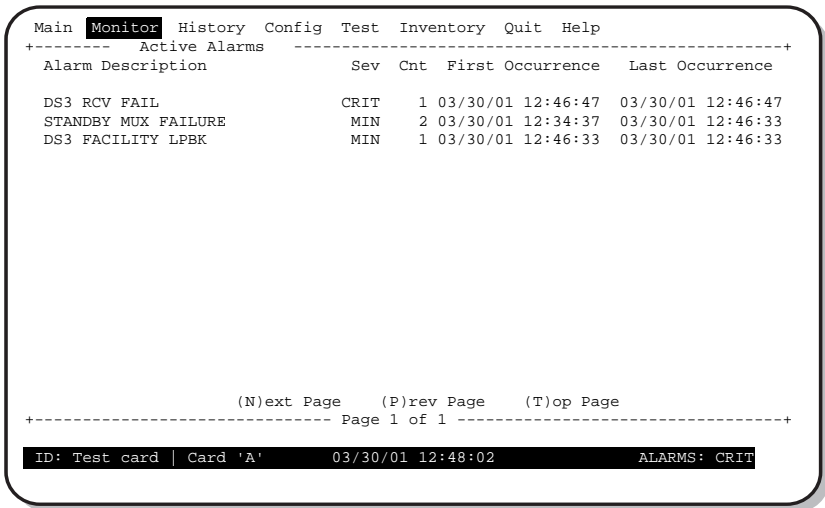 Main Monitor History Config Test Inventory Quit Help
+-------- Active Alarms ---------------------------------------------------+
Alarm Description Sev Cnt First Occurrence Last Occurrence
DS3 RCV FAIL CRIT 1 03/30/01 12:46:47 03/30/01 12:46:47
STANDBY MUX FAILURE MIN 2 03/30/01 12:34:37 03/30/01 12:46:33
DS3 FACILITY LPBK MIN 1 03/30/01 12:46:33 03/30/01 12:46:33
(N)ext Page (P)rev Page (T)op Page
+------------------------------- Page 1 of 1 ----------------------------------+
ID: Test card | Card 'A' 03/30/01 12:48:02 ALARMS: CRIT